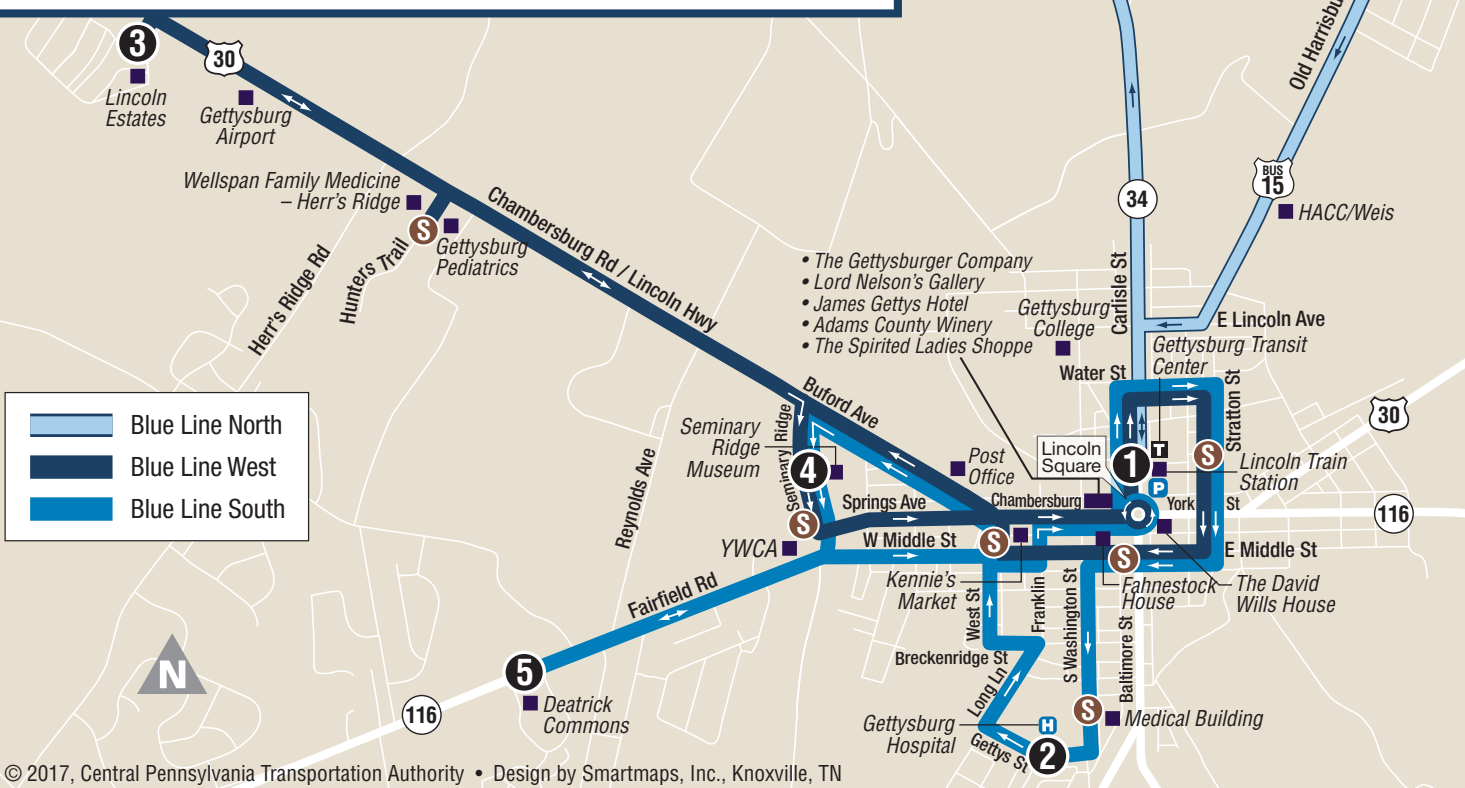 3
30
Lincoln
Estates
Gettysburg
Airport
Old Harrisbu
Wellspan Family Medicine
– Herr's Ridge
S
Gettysburg
Pediatrics
Hunters Trail
Herr's Ridge Rd
Chambersburg Rd / Lincoln Hwy
BUS
15
34
HACC/Weis
• The Gettysburger Company
• Lord Nelson's Gallery
• James Gettys Hotel
• Adams County Winery
• The Spirited Ladies Shoppe
Gettysburg
College
Carlisle St
E Lincoln Ave
Gettysburg Transit
Center
Water St
Stratton St
30
Blue Line North
Blue Line West
Blue Line South
Buford Ave
Seminary Ridge
Seminary
Ridge
Museum
4
Reynolds Ave
Post
Office
Lincoln
Square
1
T
S
Lincoln Train
Station
P
Springs Ave
Chambersburg
York
St
116
S
YWCA
W Middle St
S
S
E Middle St
Kennie's
Market
Fahnestock
House
The David
Wills House
Fairfield Rd
West St
Franklin
S Washington St
Baltimore St
Breckenridge St
Long Ln
N
5
116
Deatrick
Commons
Gettysburg
Hospital
H
S
Medical Building
Gettys St
2
© 2017, Central Pennsylvania Transportation Authority • Design by Smartmaps, Inc., Knoxville, TN